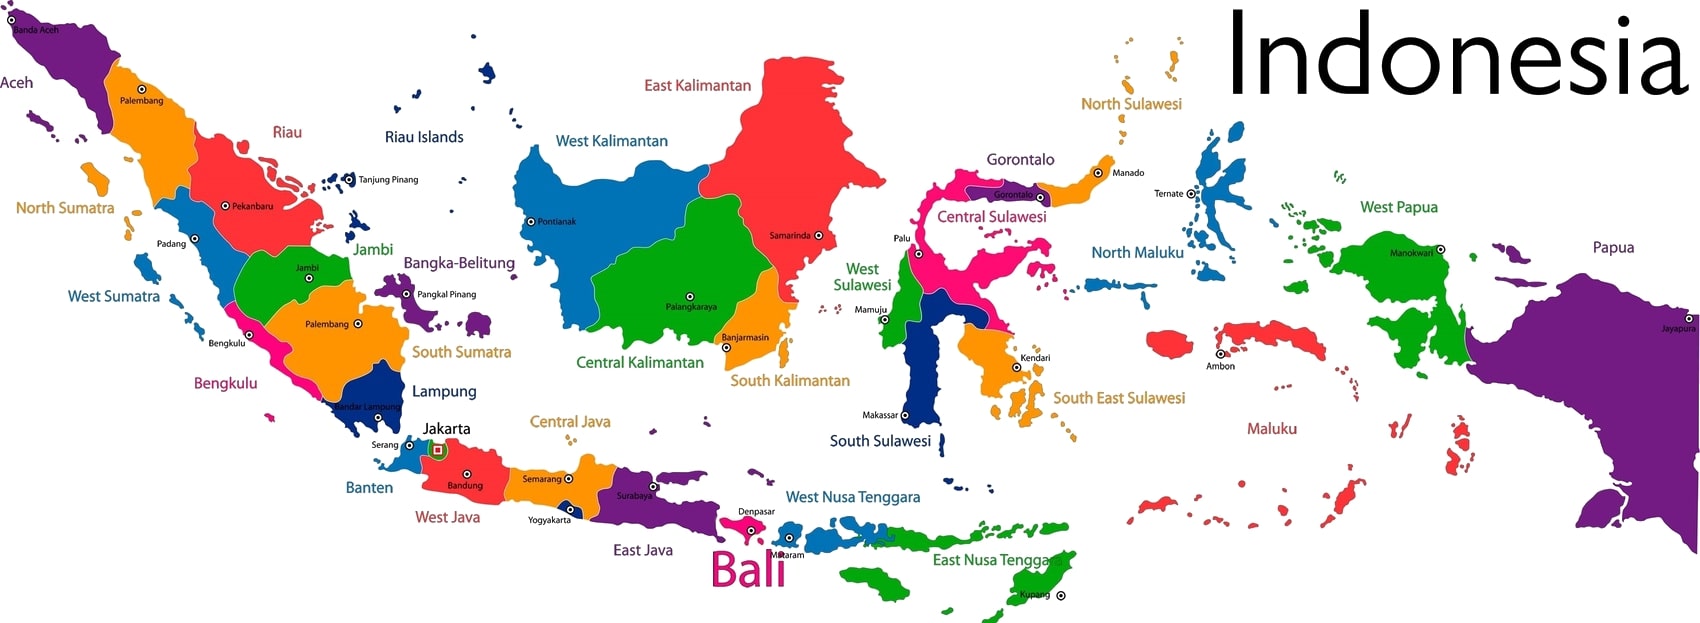 Indonesia
Banda Aceh
Aceh
Palembang
North Sumatra
Riau
Pekanbaru
Riau Islands
Tanjung Pinang
Padang
West Sumatra
Jambi
Jambi
Bangka-Belitung
Pangkal Pinang
Palembang
South Sumatra
Bengkulu
Bengkulu
Lampung
Bandar Lampung
Jakarta
Serang
Banten
Bandung
West Java
Central Java
Semarang
Yogyakarta
Surabaya
East Java
Denpasar
Bali
Mataram
West Nusa Tenggara
East Nusa Tenggara
Kupang
West Kalimantan
Pontianak
East Kalimantan
Samarinda
Palangkaraya
Central Kalimantan
Banjarmasin
South Kalimantan
North Sulawesi
Manado
Gorontalo
Gorontalo
Central Sulawesi
Palu
West
Sulawesi
Mamuju
Makassar
South Sulawesi
Kendari
South East Sulawesi
Ternate
North Maluku
Ambon
Maluku
West Papua
Manokwari
Papua
Jayapura